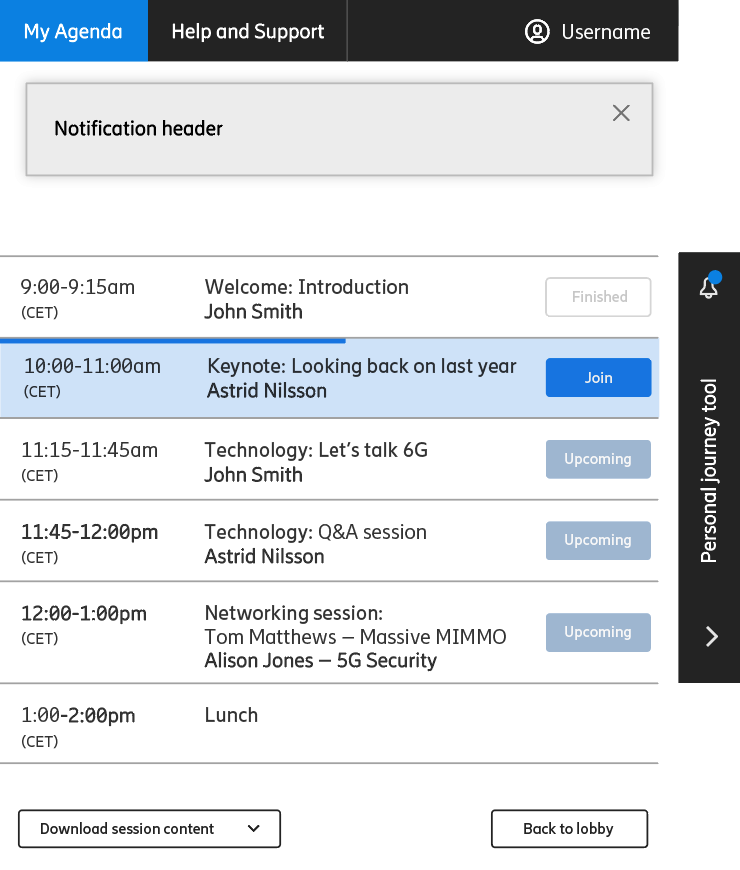 My Agenda
Help and Support
Username
Notification header
9:00-9:15am
(CET)
Welcome: Introduction
John Smith
Finished
10:00-11:00am
(CET)
Keynote: Looking back on last year
Astrid Nilsson
Join
11:15-11:45am
(CET)
Technology: Let’s talk 6G
John Smith
Upcoming
11:45-12:00pm
(CET)
Technology: Q&A session
Astrid Nilsson
Upcoming
12:00-1:00pm
(CET)
Networking session:
Tom Matthews – Massive MIMMO
Alison Jones – 5G Security
Upcoming
1:00-2:00pm
(CET)
Lunch
Personal journey tool
Download session content
Back to lobby